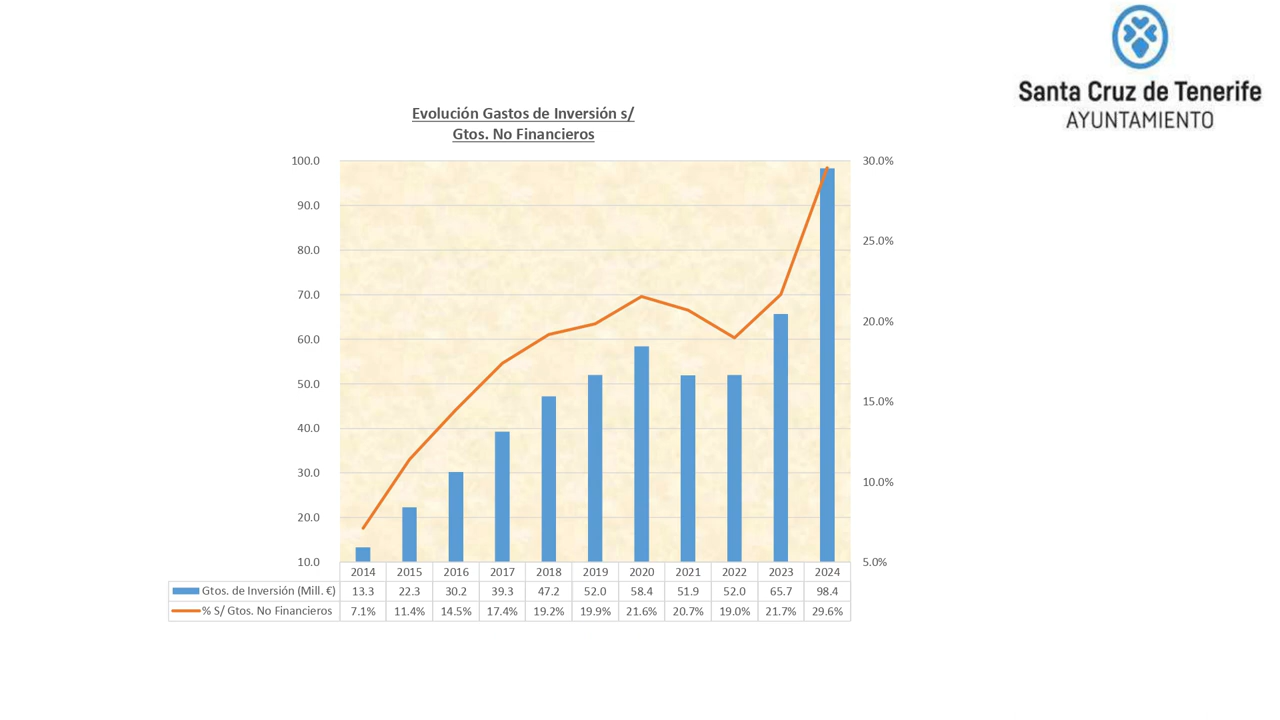 Santa Cruz de Tenerife
AYUNTAMIENTO
Evolución Gastos de Inversión s/
Gtos. No Financieros
100.0 30.0%
90.0
80.0 25.0%
70.0
60.0 20.0%
50.0
40.0 15.0%
30.0 10.0%
20.0
10.0 5.0%
2014 2015 2016 2017 2018 2019 2020 2021 2022 2023 2024
Gtos. de Inversión (Mill. €) 13.3 22.3 30.2 39.3 47.2 52.0 58.4 51.9 52.0 65.7 98.4
% S/ Gtos. No Financieros 7.1% 11.4% 14.5% 17.4% 19.2% 19.9% 21.6% 20.7% 19.0% 21.7% 29.6%